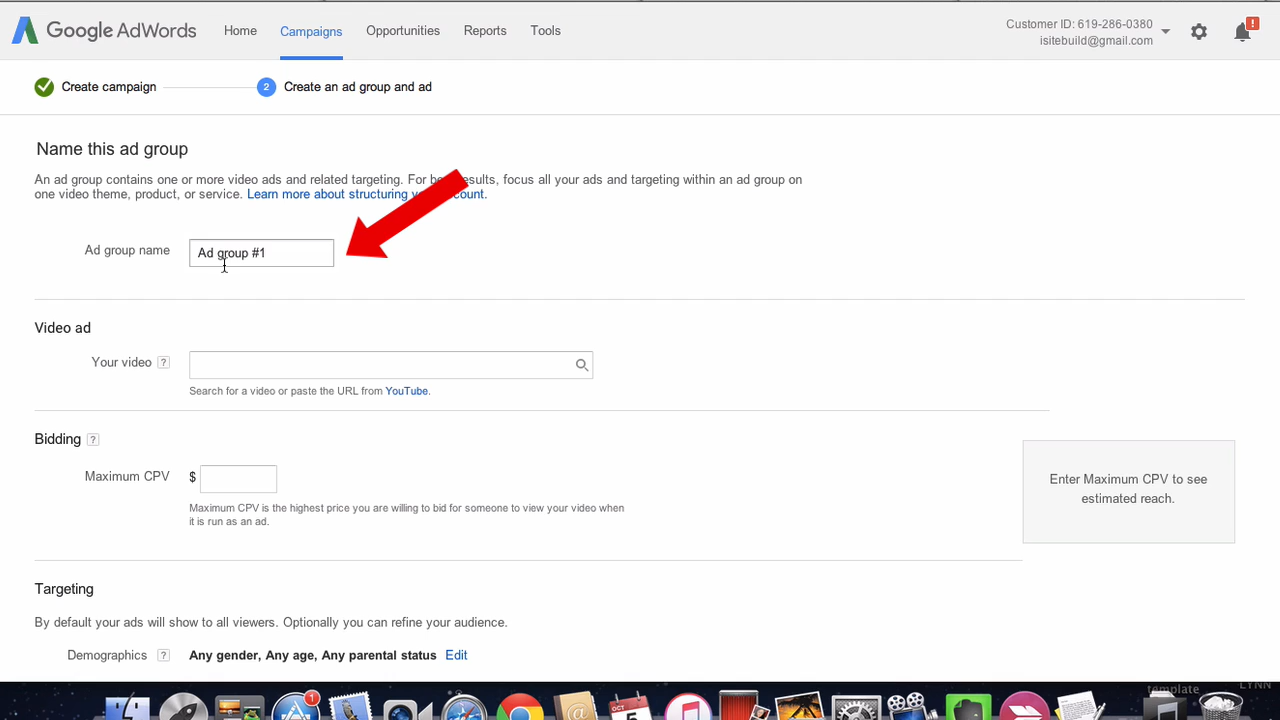 Google AdWords
Home
Campaigns
Opportunities
Reports
Tools
Customer ID: 619-286-0380
isitebuild@gmail.com
!
Create campaign
2
Create an ad group and ad
Name this ad group
An ad group contains one or more video ads and related targeting. For results, focus all your ads and targeting within an ad group on
one video theme, product, or service. Learn more about structuring
Ad group name
Ad group #1
Video ad
Your video ?
Search for a video or paste the URL from YouTube.
Bidding ?
Maximum CPV
$
Maximum CPV is the highest price you are willing to bid for someone to view your video when
it is run as an ad.
Enter Maximum CPV to see
estimated reach.
Targeting
By default your ads will show to all viewers. Optionally you can refine your audience.
Demographics ?
Any gender, Any age, Any parental status Edit
1
@
OCT
5
template
LYNN